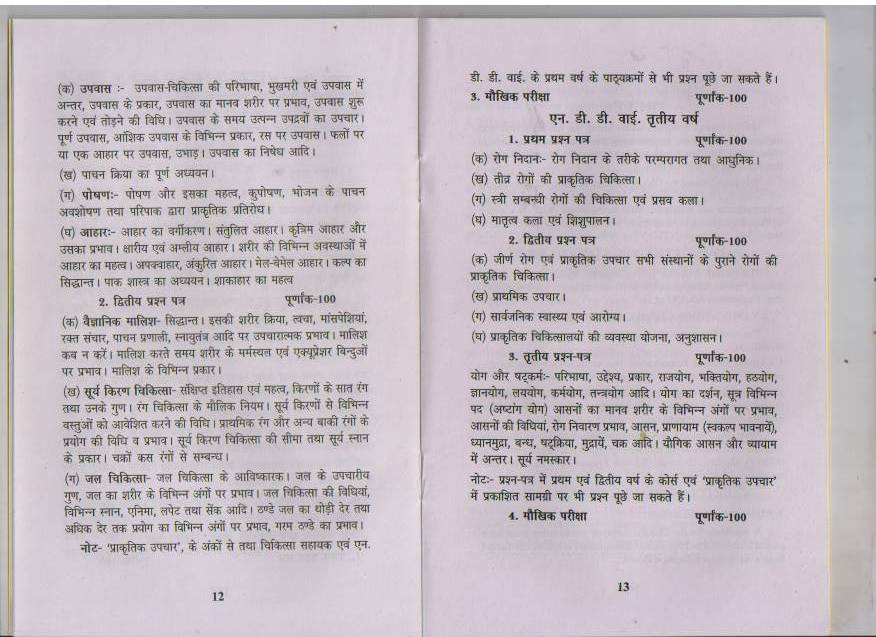 (क) उपवास :- उपवास-चिकित्सा की परिभाषा, भुखमरी एवं उपवास में
अन्तर, उपवास के प्रकार, उपवास का मानव शरीर पर प्रभाव, उपवास शुरू
करने एवं तोड़ने की विधि। उपवास के समय उत्पन्न उपद्रवों का उपचार।
पूर्ण उपवास, आंशिक उपवास के विभिन्न प्रकार, रस पर उपवास। फलों पर
या एक आहार पर उपवास, उभाड़। उपवास का निषेध आदि।
(ख) पाचन क्रिया का पूर्ण अध्ययन।
(ग) पोषणः- पोषण और इसका महत्व, कुपोषण, भोजन के पाचन
अवशोषण तथा परिपाक द्वारा प्राकृतिक प्रतिरोध।
(घ) आहारः- आहार का वर्गीकरण। संतुलित आहार। कृत्रिम आहार और
उसका प्रभाव। क्षारीय एवं अम्लीय आहार। शरीर की विभिन्न अवस्थाओं में
आहार का महत्व। अपक्वाहार, अंकुरित आहार। मेल-बेमेल आहार। कल्प का
सिद्धान्त। पाक शास्त्र का अध्ययन। शाकाहार का महत्व
2. द्वितीय प्रश्न पत्र पूर्णांक-100
(क) वैज्ञानिक मालिश- सिद्धान्त। इसकी शरीर क्रिया, त्वचा, मांसपेशियां,
रक्त संचार, पाचन प्रणाली, स्नायुतंत्र आदि पर उपचारात्मक प्रभाव। मालिश
कब न करें। मालिश करते समय शरीर के मर्मस्थल एवं एक्यूप्रेशर बिन्दुओं
पर प्रभाव। मालिश के विभिन्न प्रकार।
(ख) सूर्य किरण चिकित्सा- संक्षिप्त इतिहास एवं महत्व, किरणों के सात रंग
तथा उनके गुण। रंग चिकित्सा के मौलिक नियम। सूर्य किरणों से विभिन्न
वस्तुओं को आवेशित करने की विधि। प्राथमिक रंग और अन्य बाकी रंगों के
प्रयोग की विधि व प्रभाव। सूर्य किरण चिकित्सा की सीमा तथा सूर्य स्नान
के प्रकार। चक्रों कस रंगों से सम्बन्ध।
(ग) जल चिकित्सा- जल चिकित्सा के आविष्कारक। जल के उपचारीय
गुण, जल का शरीर के विभिन्न अंगों पर प्रभाव। जल चिकित्सा की विधियां,
विभिन्न स्नान, एनिमा, लपेट तथा सेंक आदि। ठण्डे जल का थोड़ी देर तथा
अधिक देर तक प्रयोग का विभिन्न अंगों पर प्रभाव, गरम ठण्डे का प्रभाव।
नोट- 'प्राकृतिक उपचार', के अंकों से तथा चिकित्सा सहायक एवं एन.
12
डी. डी. वाई. के प्रथम वर्ष के पाठ्यक्रमों से भी प्रश्न पूछे जा सकते हैं।
3. मौखिक परीक्षा पूर्णांक-100
एन. डी. डी. वाई. तृतीय वर्ष
1. प्रथम प्रश्न पत्र पूर्णांक-100
(क) रोग निदानः- रोग निदान के तरीके परम्परागत तथा आधुनिक।
(ख) तीव्र रोगों की प्राकृतिक चिकित्सा।
(ग) स्त्री सम्बन्धी रोगों की चिकित्सा एवं प्रसव कला।
(घ) मातृत्व कला एवं शिशुपालन।
2. द्वितीय प्रश्न पत्र पूर्णांक-100
(क) जीर्ण रोग एवं प्राकृतिक उपचार सभी संस्थानों के पुराने रोगों की
प्राकृतिक चिकित्सा।
(ख) प्राथमिक उपचार।
(ग) सार्वजनिक स्वास्थ्य एवं आरोग्य।
(घ) प्राकृतिक चिकित्सालयों की व्यवस्था योजना, अनुशासन।
3. तृतीय प्रश्न-पत्र पूर्णांक-100
योग और षट्कर्मः- परिभाषा, उद्देश्य, प्रकार, राजयोग, भक्तियोग, हठयोग,
ज्ञानयोग, लययोग, कर्मयोग, तन्त्रयोग आदि। योग का दर्शन, सूत्र विभिन्न
पद (अष्टांग योग) आसनों का मानव शरीर के विभिन्न अंगों पर प्रभाव,
आसनों की विधियां, रोग निवारण प्रभाव, आसन, प्राणायाम (स्वकल्प भावनायें),
ध्यानमुद्रा, बन्ध, षट्क्रिया, मुद्रायें, चक्र आदि। यौगिक आसन और व्यायाम
में अन्तर। सूर्य नमस्कार।
नोटः- प्रश्न-पत्र में प्रथम एवं द्वितीय वर्ष के कोर्स एवं 'प्राकृतिक उपचार'
में प्रकाशित सामग्री पर भी प्रश्न पूछे जा सकते हैं।
4. मौखिक परीक्षा पूर्णांक-100
13